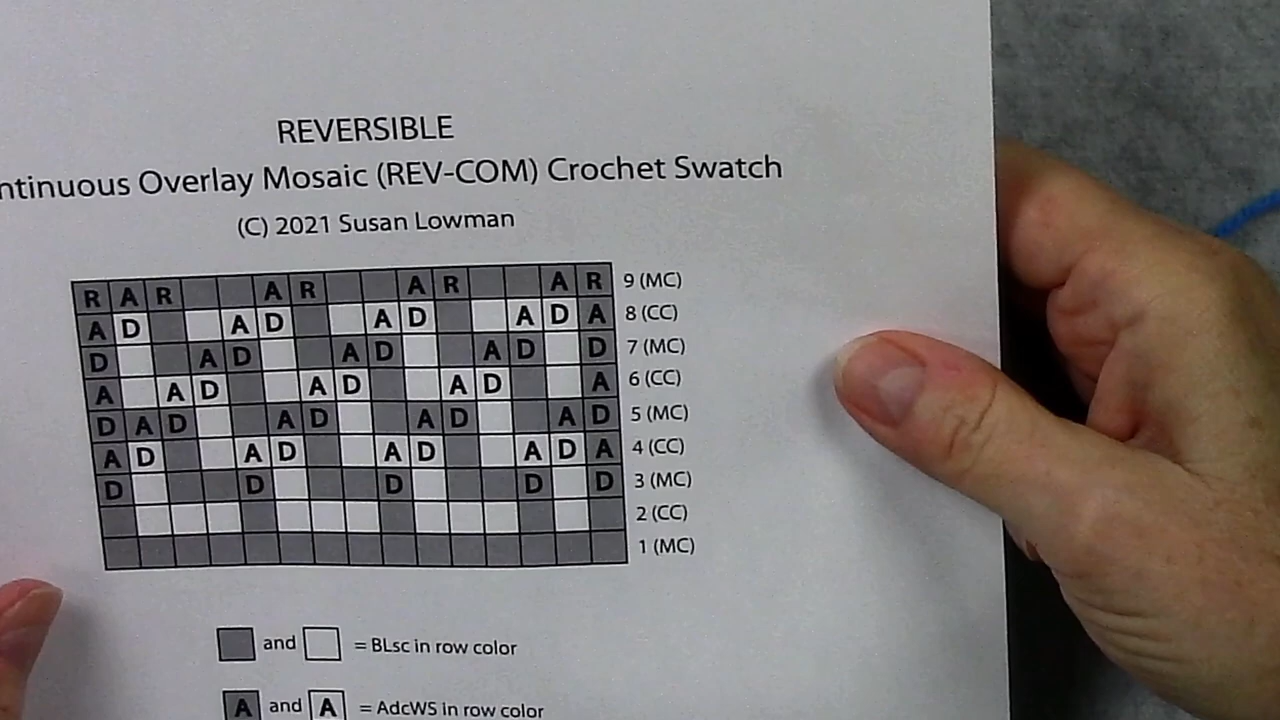 REVERSIBLE
ntinuous Overlay Mosaic (REV-COM) Crochet Swatch
(C) 2021 Susan Lowman
R A R A R A R A R 9 (MC)
A D A D A D A D A 8 (CC)
D A D A D A D D 7 (MC)
A A D A D A D A 6 (CC)
D A D A D A D A D 5 (MC)
A D A D A D A D A 4 (CC)
D D D D D 3 (MC)
2 (CC)
1 (MC)
and = BLsc in row color
A and A = AdcWS in row color